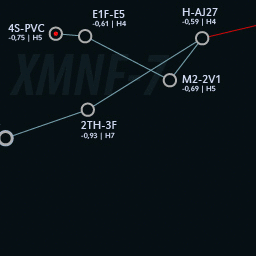 E1F-E5
-0,61 | H4
H-AJ27
-0,59 | H4
4S-PVC
-0,75 | H5
M2-2V1
-0,69 | H5
2TH-3F
-0,93 | H7